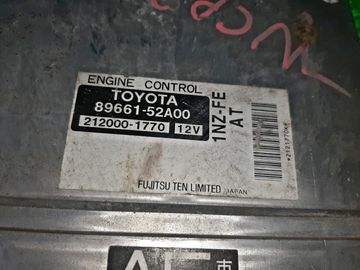 ENGINE CONTROL
TOYOTA
89661-52A00
212000-1770 12V
1NZ-FE
AT
FUJITSU TEN LIMITED JAPAN